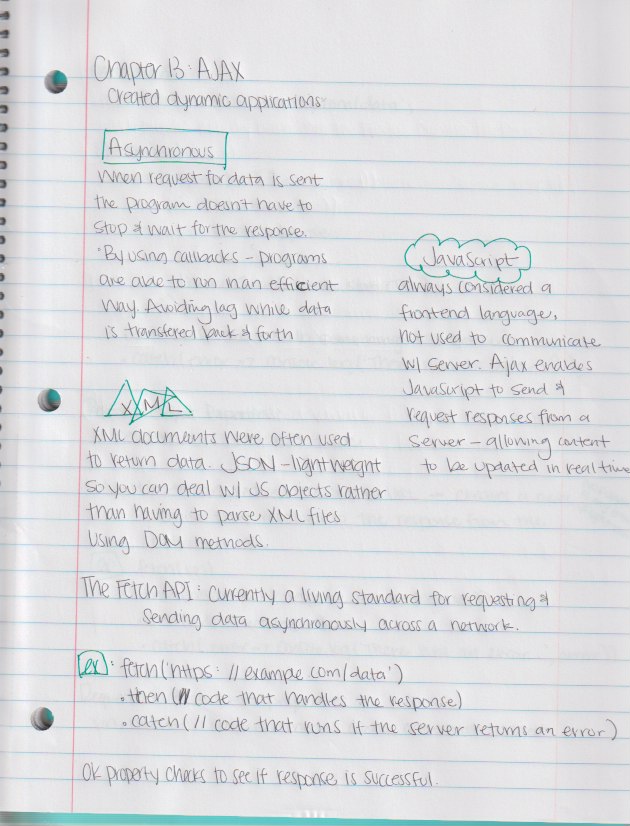 Chapter 13: AJAX
Created dynamic applications.
Asynchronous
When request for data is sent
the program doesn't have to
stop & wait for the response.
·By using callbacks - programs
are able to run in an efficient
way. Avoiding lag while data
is transfered back & forth
JavaScript
always considered a
frontend language,
not used to communicate
w/ server. Ajax enables
JavaScript to send &
request responses from a
server - allowing content
to be updated in realtime
XML
XML documents were often used
to return data. JSON - lightweight
so you can deal w/ JS objects rather
than having to parse XML files
using DOM methods.
The Fetch API: currently a living standard for requesting &
sending data asynchronously across a network.
ex: fetch('https://example.com/data')
.then(// code that handles the response)
.catch(// code that runs if the server returns an error)
OK property checks to see if response is successful.